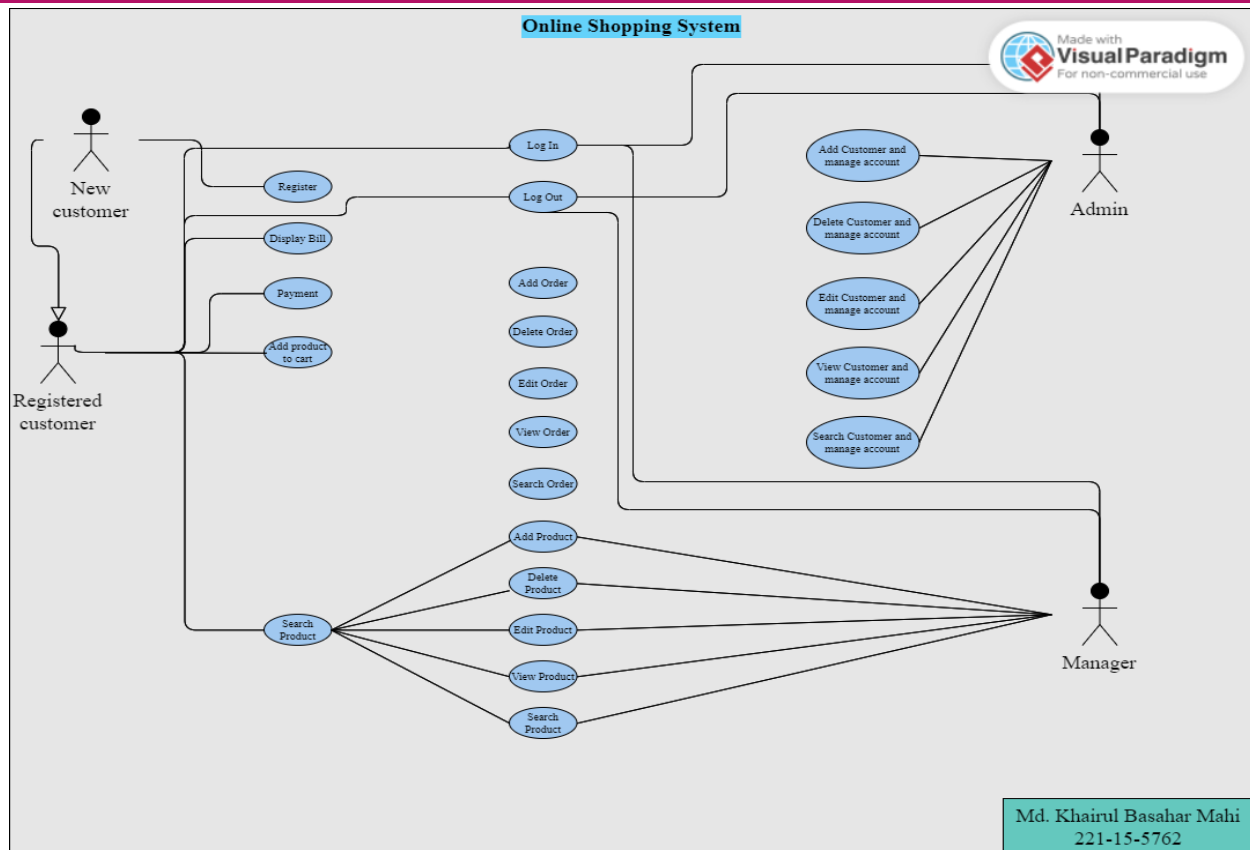 Online Shopping System
Made with
Visual Paradigm
For non-commercial use
New
customer
Log In
Add Customer and
manage account
Register
Log Out
Admin
Display Bill
Delete Customer and
manage account
Add Order
Payment
Edit Customer and
manage account
Delete Order
Add product
to cart
View Customer and
manage account
Edit Order
Registered
customer
View Order
Search Customer and
manage account
Search Order
Add Product
Delete
Product
Search
Product
Edit Product
Manager
View Product
Search
Product
Md. Khairul Basahar Mahi
221-15-5762